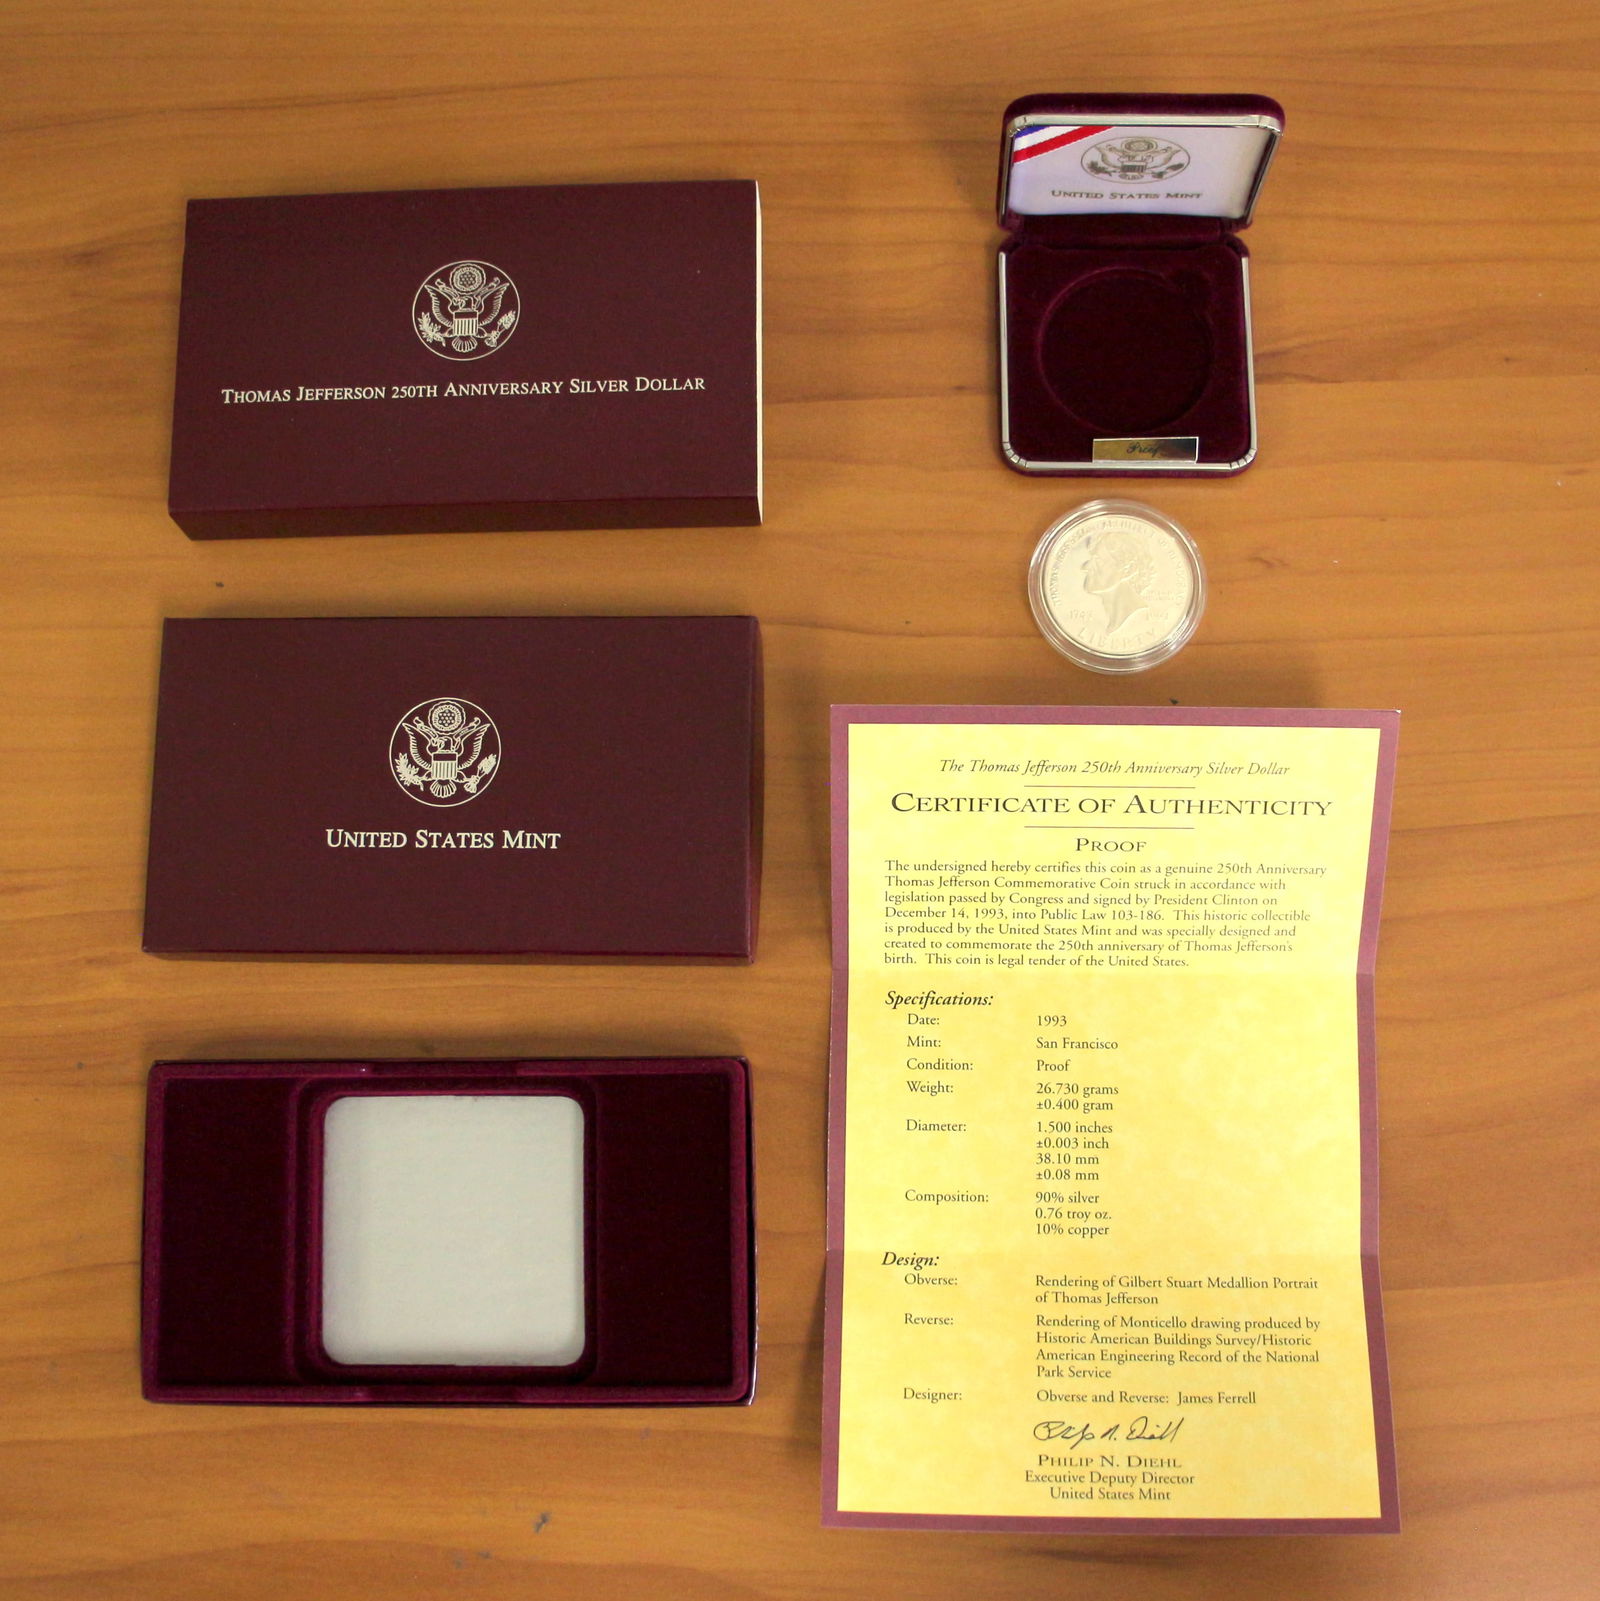 THOMAS JEFFERSON 250TH ANNIVERSARY SILVER DOLLAR
UNITED STATES MINT
UNITED STATES MINT
Proof
1743
LIBERTY
The Thomas Jefferson 250th Anniversary Silver Dollar
CERTIFICATE OF AUTHENTICITY
PROOF
The undersigned hereby certifies this coin as a genuine 250th Anniversary
Thomas Jefferson Commemorative Coin struck in accordance with
legislation passed by Congress and signed by President Clinton on
December 14, 1993, into Public Law 103-186. This historic collectible
is produced by the United States Mint and was specially designed and
created to commemorate the 250th anniversary of Thomas Jefferson's
birth. This coin is legal tender of the United States.
Specifications:
Date: 1993
Mint: San Francisco
Condition: Proof
Weight: 26.730 grams
±0.400 gram
Diameter: 1.500 inches
±0.003 inch
38.10 mm
±0.08 mm
Composition: 90% silver
0.76 troy oz.
10% copper
Design:
Obverse: Rendering of Gilbert Stuart Medallion Portrait
of Thomas Jefferson
Reverse: Rendering of Monticello drawing produced by
Historic American Buildings Survey/Historic
American Engineering Record of the National
Park Service
Designer: Obverse and Reverse: James Ferrell
PHILIP N. DIEHL
Executive Deputy Director
United States Mint